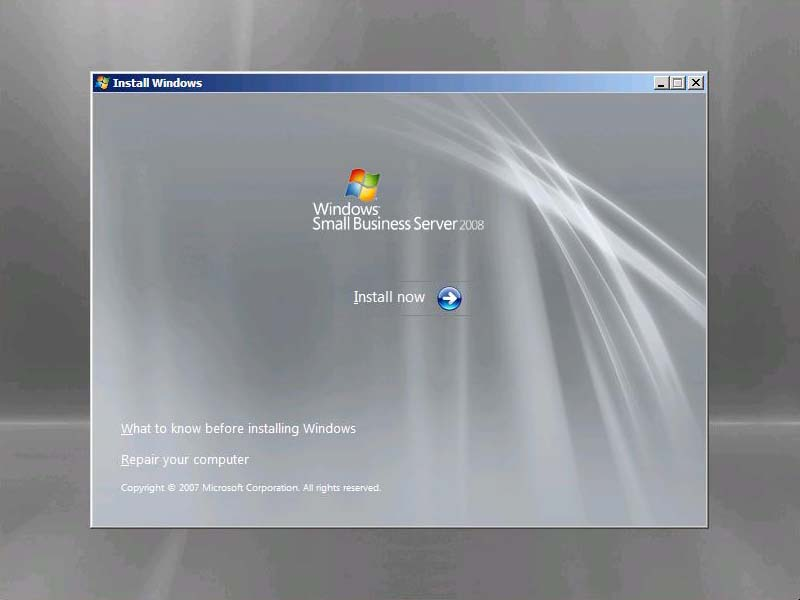 Install Windows
Windows
Small Business Server 2008
Install now
What to know before installing Windows
Repair your computer
Copyright © 2007 Microsoft Corporation. All rights reserved.